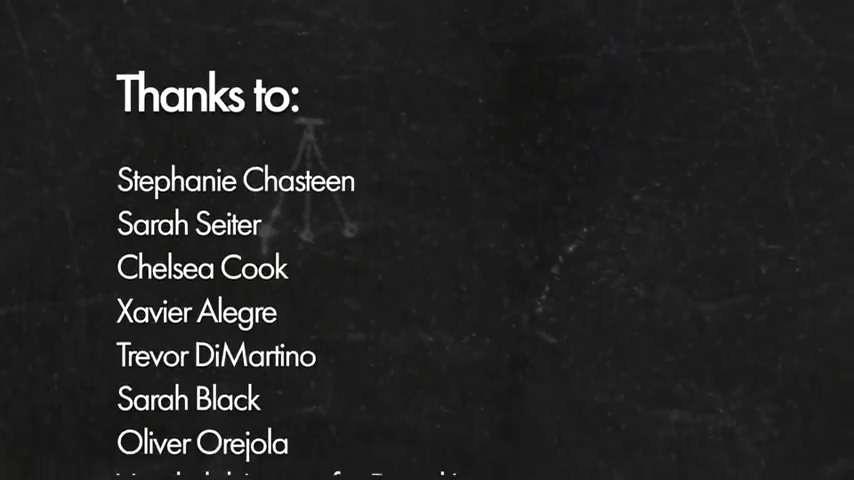 Thanks to:
Stephanie Chasteen
Sarah Seiter
Chelsea Cook
Xavier Alegre
Trevor DiMartino
Sarah Black
Oliver Orejola